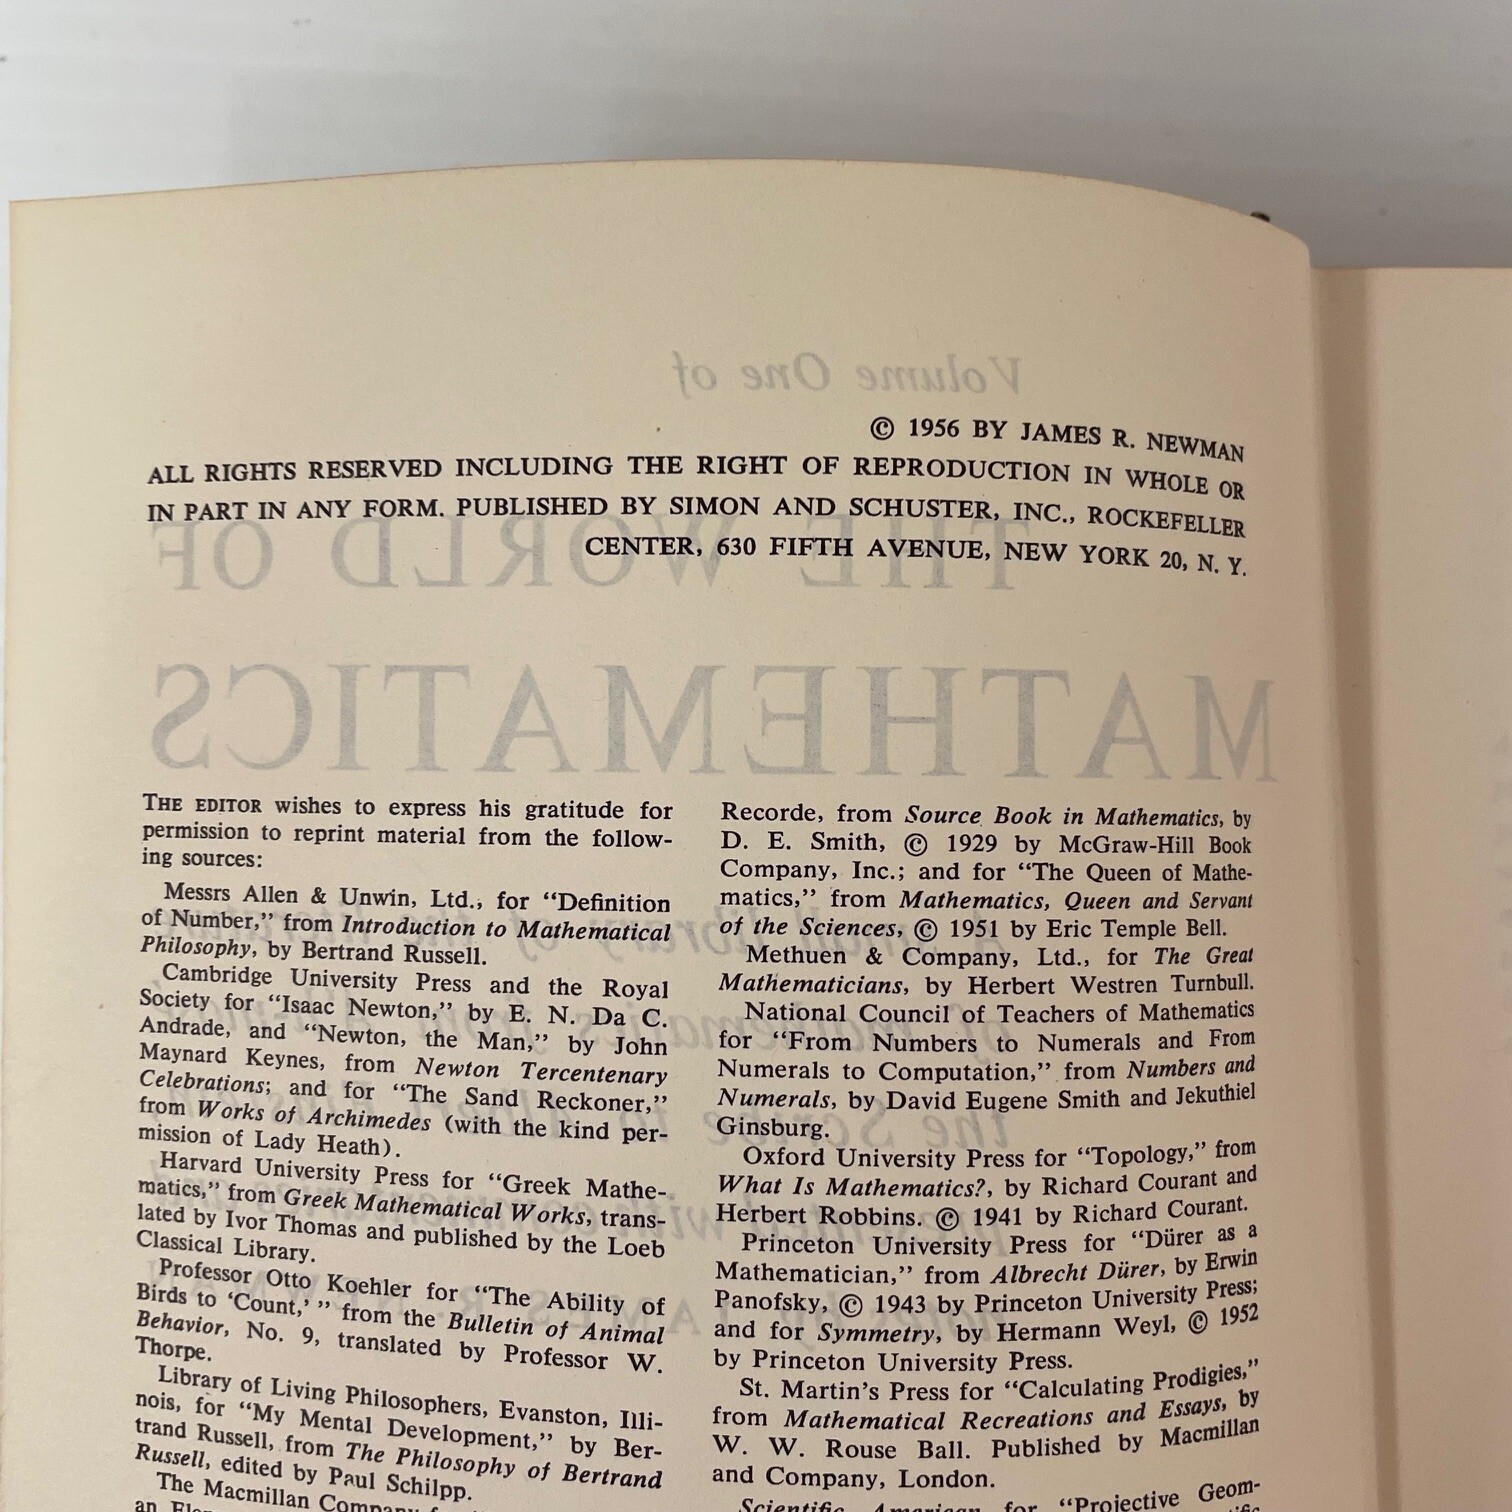 © 1956 BY JAMES R. NEWMAN
ALL RIGHTS RESERVED INCLUDING THE RIGHT OF REPRODUCTION IN WHOLE OR
IN PART IN ANY FORM. PUBLISHED BY SIMON AND SCHUSTER, INC., ROCKEFELLER
CENTER, 630 FIFTH AVENUE, NEW YORK 20, N. Y.
Volume One of
THE WORLD OF
MATHEMATICS
THE EDITOR wishes to express his gratitude for
permission to reprint material from the follow-
ing sources:
Messrs Allen & Unwin, Ltd., for “Definition
of Number,” from Introduction to Mathematical
Philosophy, by Bertrand Russell.
Cambridge University Press and the Royal
Society for “Isaac Newton,” by E. N. Da C.
Andrade, and “Newton, the Man,” by John
Maynard Keynes, from Newton Tercentenary
Celebrations; and for “The Sand Reckoner,”
from Works of Archimedes (with the kind per-
mission of Lady Heath).
Harvard University Press for “Greek Mathe-
matics,” from Greek Mathematical Works, trans-
lated by Ivor Thomas and published by the Loeb
Classical Library.
Professor Otto Koehler for “The Ability of
Birds to ‘Count,’ ” from the Bulletin of Animal
Behavior, No. 9, translated by Professor W.
Thorpe.
Library of Living Philosophers, Evanston, Illi-
nois, for “My Mental Development,” by Ber-
trand Russell, from The Philosophy of Bertrand
Russell, edited by Paul Schilpp.
The Macmillan Company
an
Recorde, from Source Book in Mathematics, by
D. E. Smith, © 1929 by McGraw-Hill Book
Company, Inc.; and for “The Queen of Mathe-
matics,” from Mathematics, Queen and Servant
of the Sciences, © 1951 by Eric Temple Bell.
Methuen & Company, Ltd., for The Great
Mathematicians, by Herbert Westren Turnbull.
National Council of Teachers of Mathematics
for “From Numbers to Numerals and From
Numerals to Computation,” from Numbers and
Numerals, by David Eugene Smith and Jekuthiel
Ginsburg.
Oxford University Press for “Topology,” from
What Is Mathematics?, by Richard Courant and
Herbert Robbins. © 1941 by Richard Courant.
Princeton University Press for “Dürer as a
Mathematician,” from Albrecht Dürer, by Erwin
Panofsky, © 1943 by Princeton University Press;
and for Symmetry, by Hermann Weyl, © 1952
by Princeton University Press.
St. Martin’s Press for “Calculating Prodigies,”
from Mathematical Recreations and Essays, by
W. W. Rouse Ball. Published by Macmillan
and Company, London.
Scientific American for “Projective Geom-